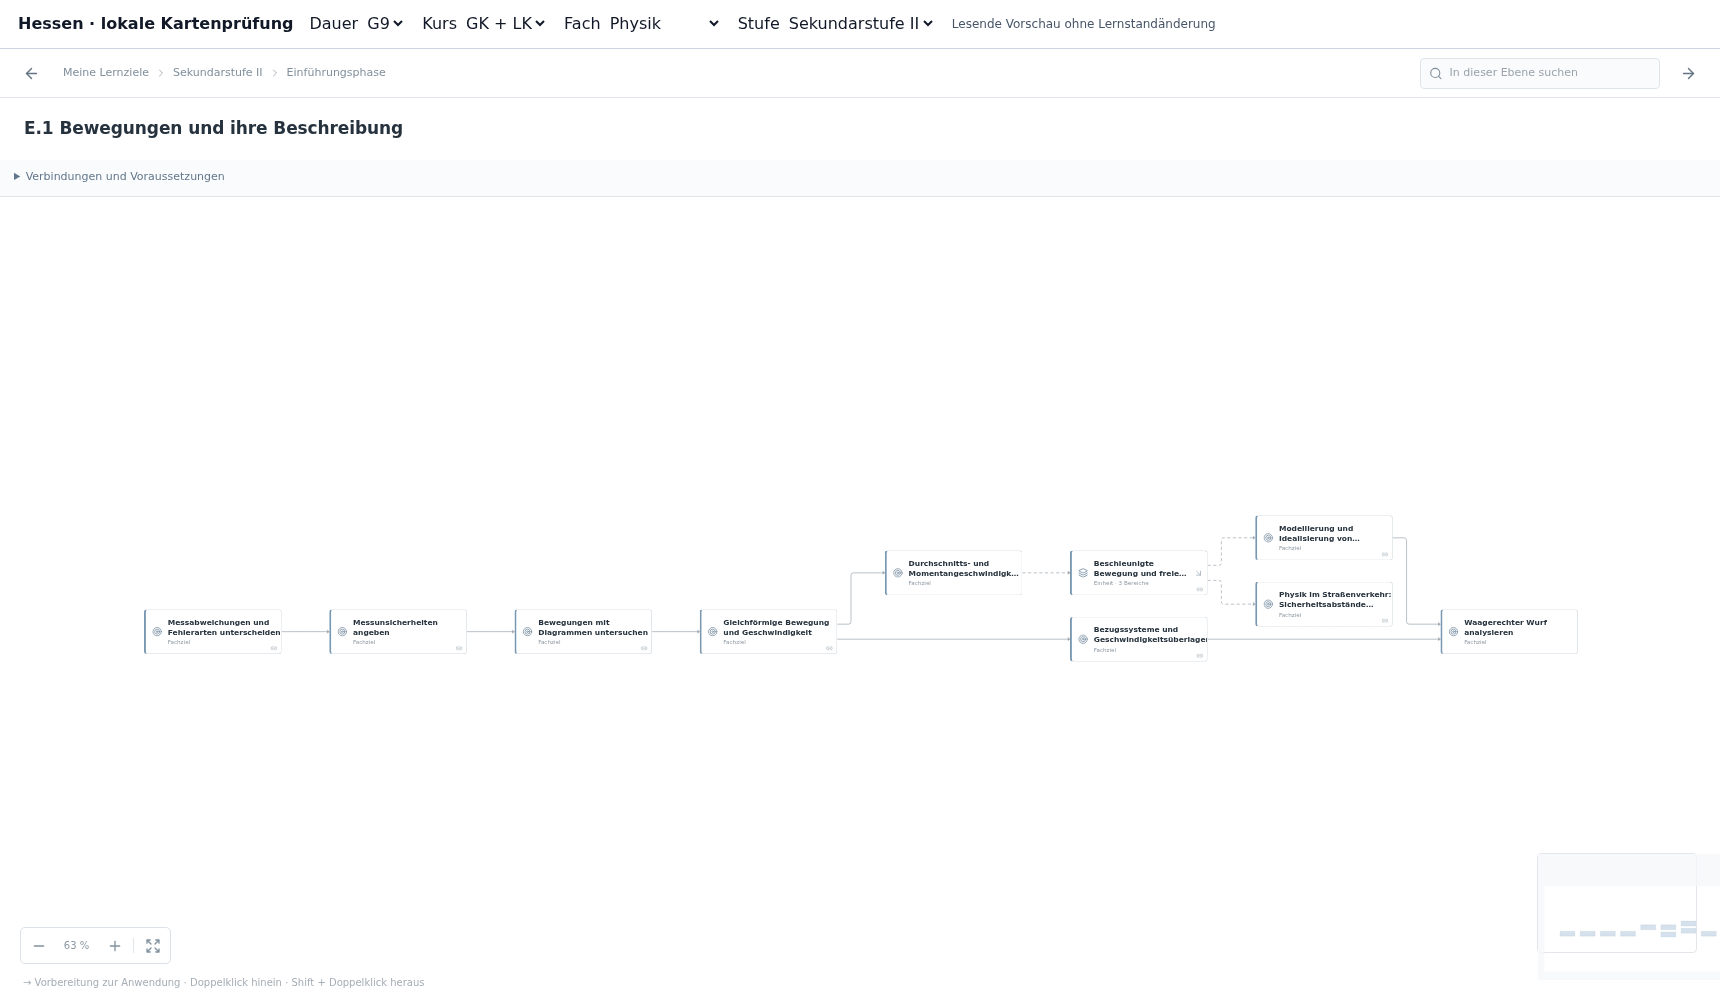 Hessen · lokale Kartenprüfung Dauer G9 Kurs GK + LK Fach Physik Stufe Sekundarstufe II Lesende Vorschau ohne Lernstandänderung
Meine Lernziele Sekundarstufe II Einführungsphase In dieser Ebene suchen
E.1 Bewegungen und ihre Beschreibung
Verbindungen und Voraussetzungen
Messabweichungen und
Fehlerarten unterscheiden
Fachziel
Messunsicherheiten
angeben
Fachziel
Bewegungen mit
Diagrammen untersuchen
Fachziel
Gleichförmige Bewegung
und Geschwindigkeit
Fachziel
Durchschnitts- und
Momentangeschwindigk…
Fachziel
Beschleunigte
Bewegung und freie…
Einheit · 3 Bereiche
Bezugssysteme und
Geschwindigkeitsüberlager
Fachziel
Modellierung und
Idealisierung von…
Fachziel
Physik im Straßenverkehr:
Sicherheitsabstände…
Fachziel
Waagerechter Wurf
analysieren
Fachziel
63 %
→ Vorbereitung zur Anwendung · Doppelklick hinein · Shift + Doppelklick heraus